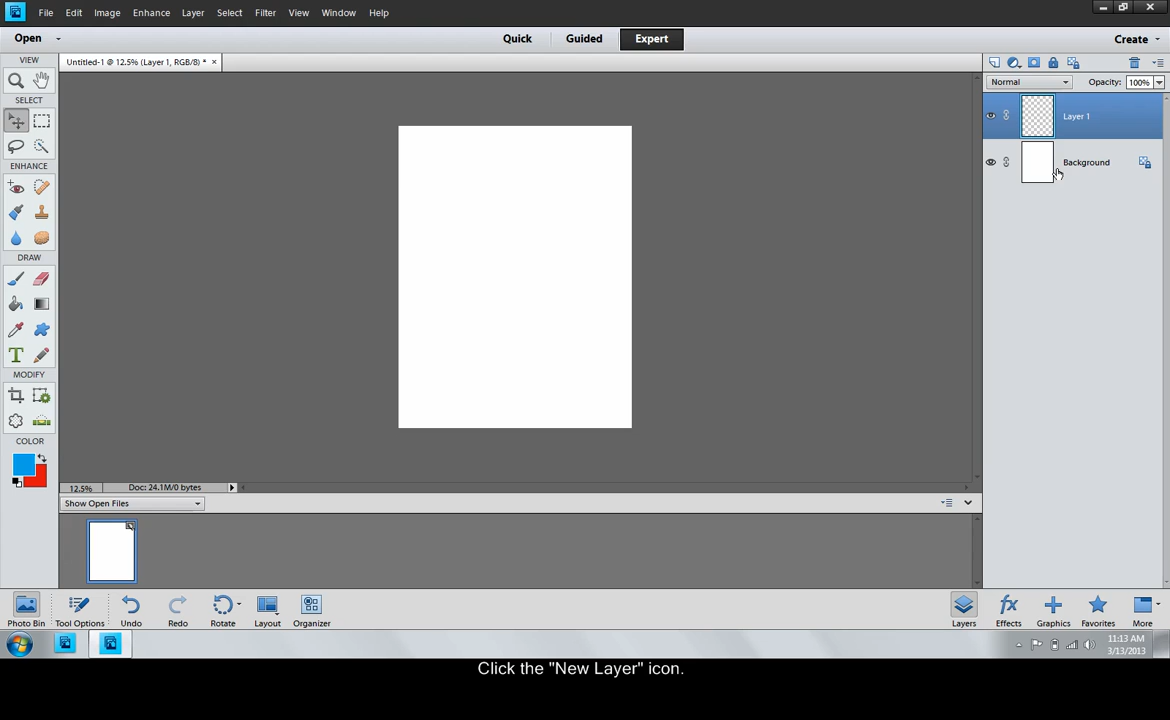 File Edit Image Enhance Layer Select Filter View Window Help
Open Quick Guided Expert Create
VIEW
Untitled-1 @ 12.5% (Layer 1, RGB/8) * ×
Normal Opacity: 100%
SELECT
Layer 1
Background
ENHANCE
DRAW
T
MODIFY
COLOR
12.5% Doc: 24.1M/0 bytes
Show Open Files
fx
Photo Bin Tool Options Undo Redo Rotate Layout Organizer Layers Effects Graphics Favorites More
11:13 AM
3/13/2013
Click the "New Layer" icon.